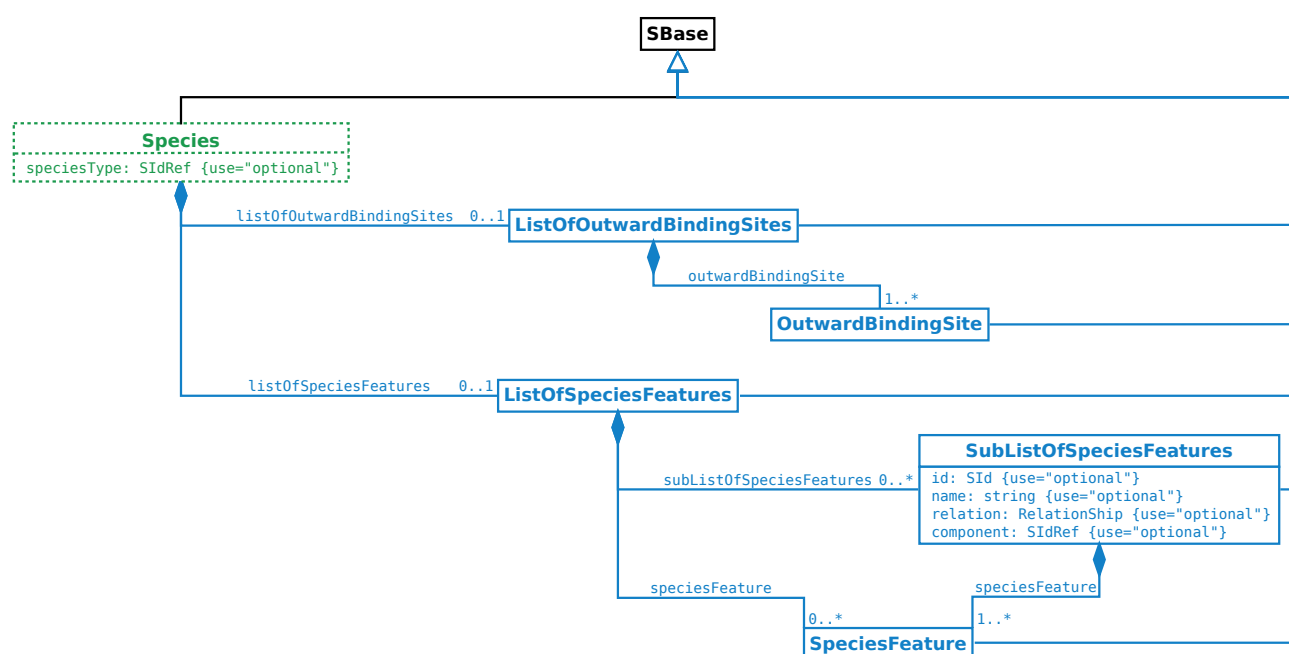 SBase
Species
speciesType: SIdRef {use="optional"}
listOfOutwardBindingSites 0..1
ListOfOutwardBindingSites
outwardBindingSite
1..*
OutwardBindingSite
listOfSpeciesFeatures 0..1
ListOfSpeciesFeatures
SubListOfSpeciesFeatures
subListOfSpeciesFeatures 0..*
id: SId {use="optional"}
name: string {use="optional"}
relation: RelationShip {use="optional"}
component: SIdRef {use="optional"}
speciesFeature
speciesFeature
0..*
1..*
SpeciesFeature